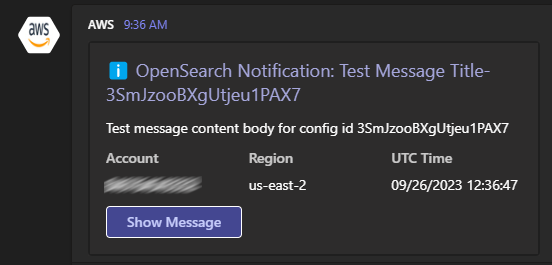 aws
AWS 9:36 AM
OpenSearch Notification: Test Message Title-
3SmJzooBXgUtjeu1PAX7
Test message content body for config id 3SmJzooBXgUtjeu1PAX7
Account Region UTC Time
us-east-2 09/26/2023 12:36:47
Show Message